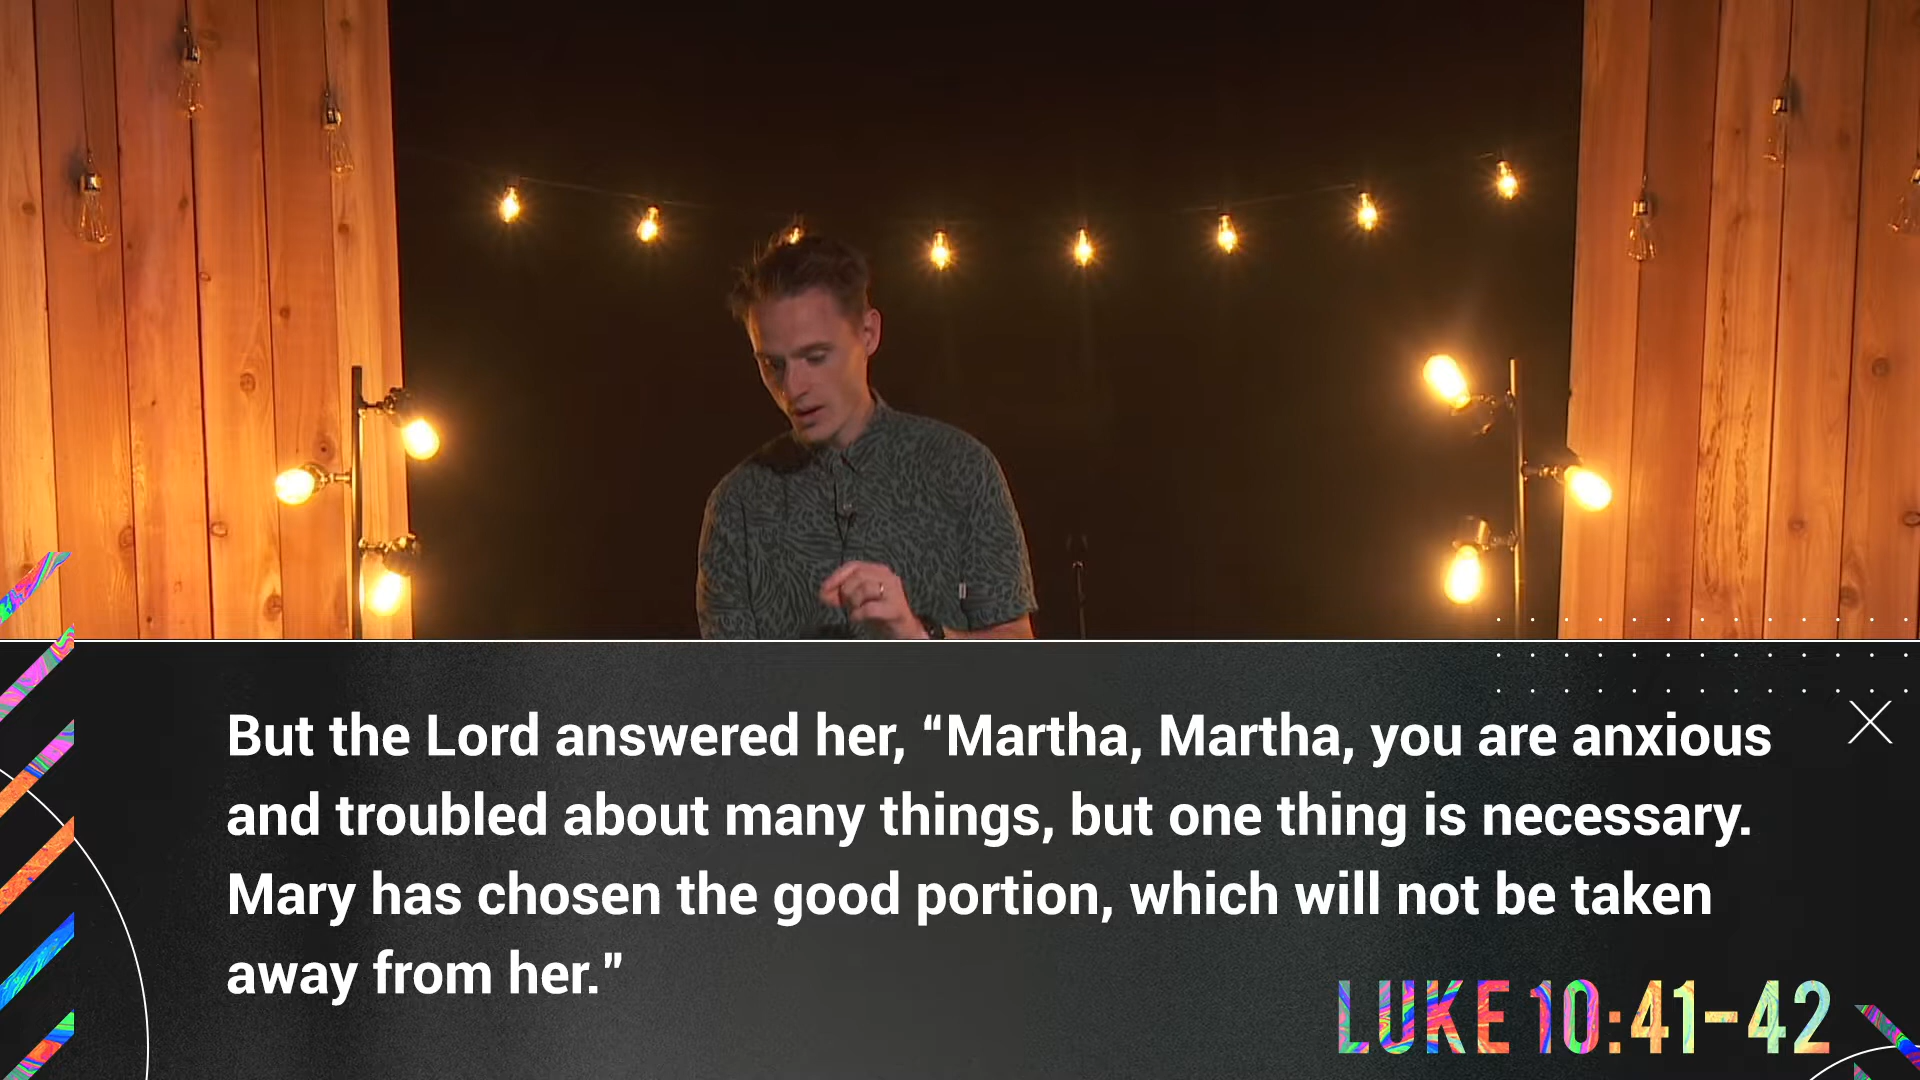 But the Lord answered her, “Martha, Martha, you are anxious
and troubled about many things, but one thing is necessary.
Mary has chosen the good portion, which will not be taken
away from her.”
LUKE 10:41–42